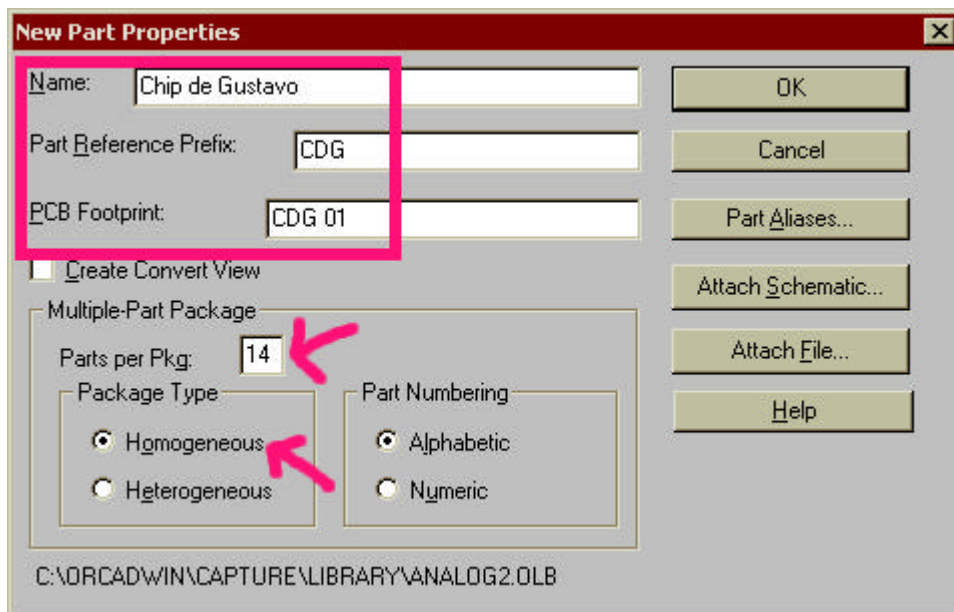 New Part Properties
Name: Chip de Gustavo
OK
Part Reference Prefix: CDG
Cancel
PCB Footprint: CDG 01
Part Aliases...
Create Convert View
Attach Schematic...
Multiple-Part Package
Parts per Pkg: 14
Attach File...
Package Type
Part Numbering
Help
Homogeneous
Alphabetic
Heterogeneous
Numeric
C:\ORCADWIN\CAPTURE\LIBRARY\ANALOG2.OLB